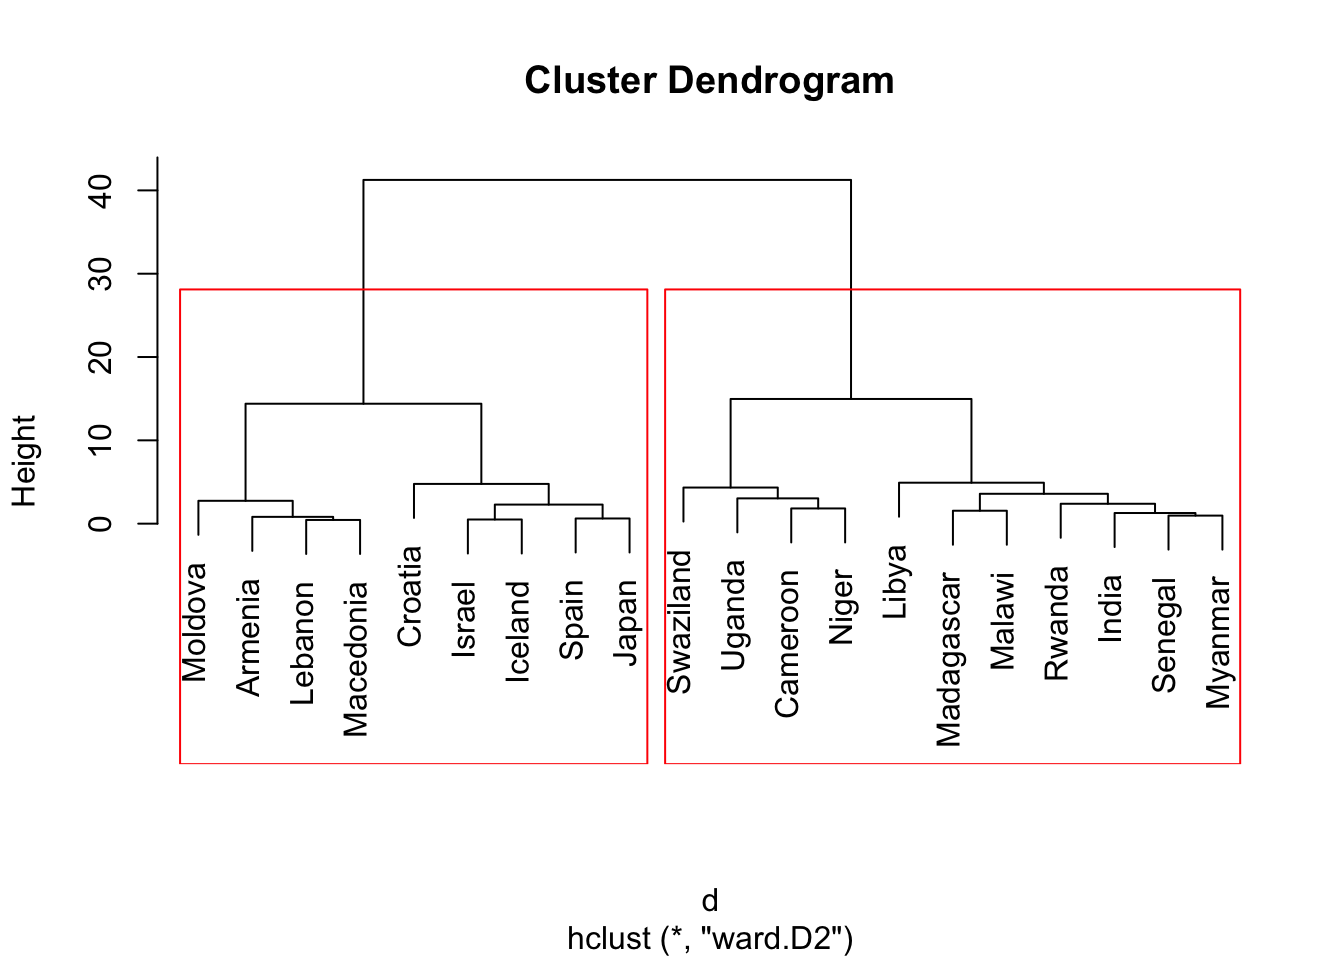 Cluster Dendrogram
Height
40
30
20
10
0
Moldova
Armenia
Lebanon
Macedonia
Croatia
Israel
Iceland
Spain
Japan
Swaziland
Uganda
Cameroon
Niger
Libya
Madagascar
Malawi
Rwanda
India
Senegal
Myanmar
d
hclust (*, "ward.D2")